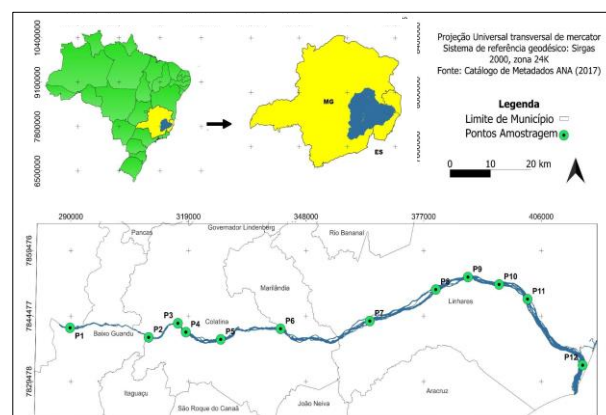 Projeção Universal transversal de mercator
Sistema de referência geodésico: Sirgas
2000, zona 24K
Fonte: Catálogo de Metadados ANA (2017)
10400000
9100000
7800000
6500000
MG
ES
Legenda
Limite de Município
Pontos Amostragem
0 10 20 km
290000 319000 348000 377000 406000
7859476
7844477
7829478
Pancas
Governador Lindenberg
Rio Bananal
Marilândia
Linhares
Colatina
Baixo Guandu
Itaguaçu
São Roque do Canaã
João Neiva
Aracruz
P1
P2
P3
P4
P5
P6
P7
P8
P9
P10
P11
P12